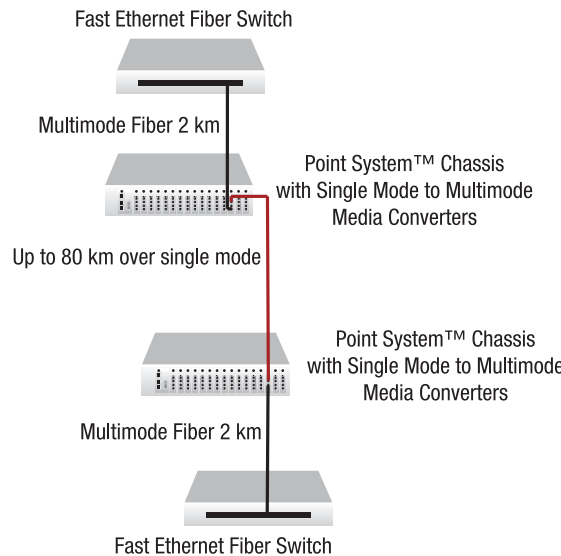 Fast Ethernet Fiber Switch
Multimode Fiber 2 km
Point System™ Chassis
with Single Mode to Multimode
Media Converters
Up to 80 km over single mode
Point System™ Chassis
with Single Mode to Multimode
Media Converters
Multimode Fiber 2 km
Fast Ethernet Fiber Switch